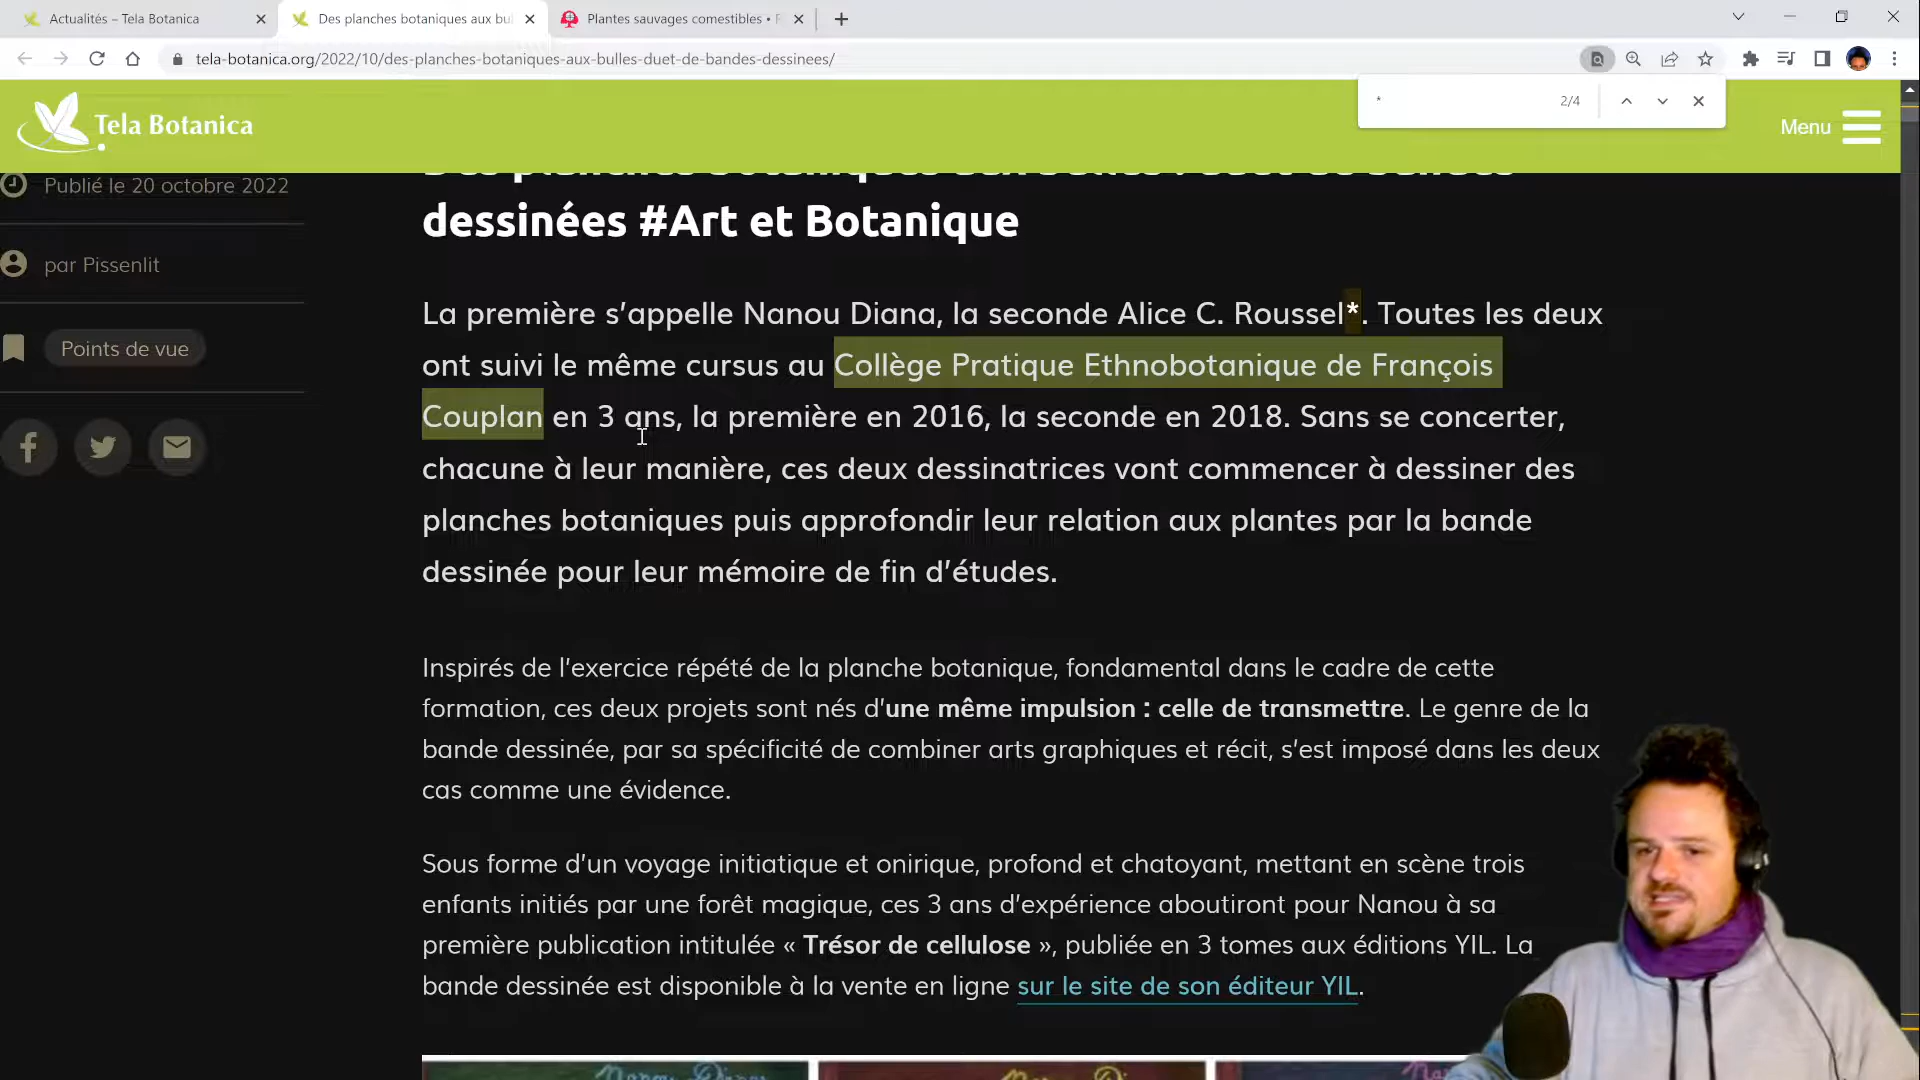 Actualités – Tela Botanica
Des planches botaniques aux bul
Plantes sauvages comestibles •
tela-botanica.org/2022/10/des-planches-botaniques-aux-bulles-duet-de-bandes-dessinees/
*
2/4
Tela Botanica
Menu
Publié le 20 octobre 2022
par Pissenlit
Points de vue
Des planches botaniques aux bulles : duet de bandes
dessinées #Art et Botanique
La première s’appelle Nanou Diana, la seconde Alice C. Roussel*. Toutes les deux
ont suivi le même cursus au Collège Pratique Ethnobotanique de François
Couplan en 3 ans, la première en 2016, la seconde en 2018. Sans se concerter,
chacune à leur manière, ces deux dessinatrices vont commencer à dessiner des
planches botaniques puis approfondir leur relation aux plantes par la bande
dessinée pour leur mémoire de fin d’études.
Inspirés de l’exercice répété de la planche botanique, fondamental dans le cadre de cette
formation, ces deux projets sont nés d’une même impulsion : celle de transmettre. Le genre de la
bande dessinée, par sa spécificité de combiner arts graphiques et récit, s’est imposé dans les deux
cas comme une évidence.
Sous forme d’un voyage initiatique et onirique, profond et chatoyant, mettant en scène trois
enfants initiés par une forêt magique, ces 3 ans d’expérience aboutiront pour Nanou à sa
première publication intitulée « Trésor de cellulose », publiée en 3 tomes aux éditions YIL. La
bande dessinée est disponible à la vente en ligne sur le site de son éditeur YIL.